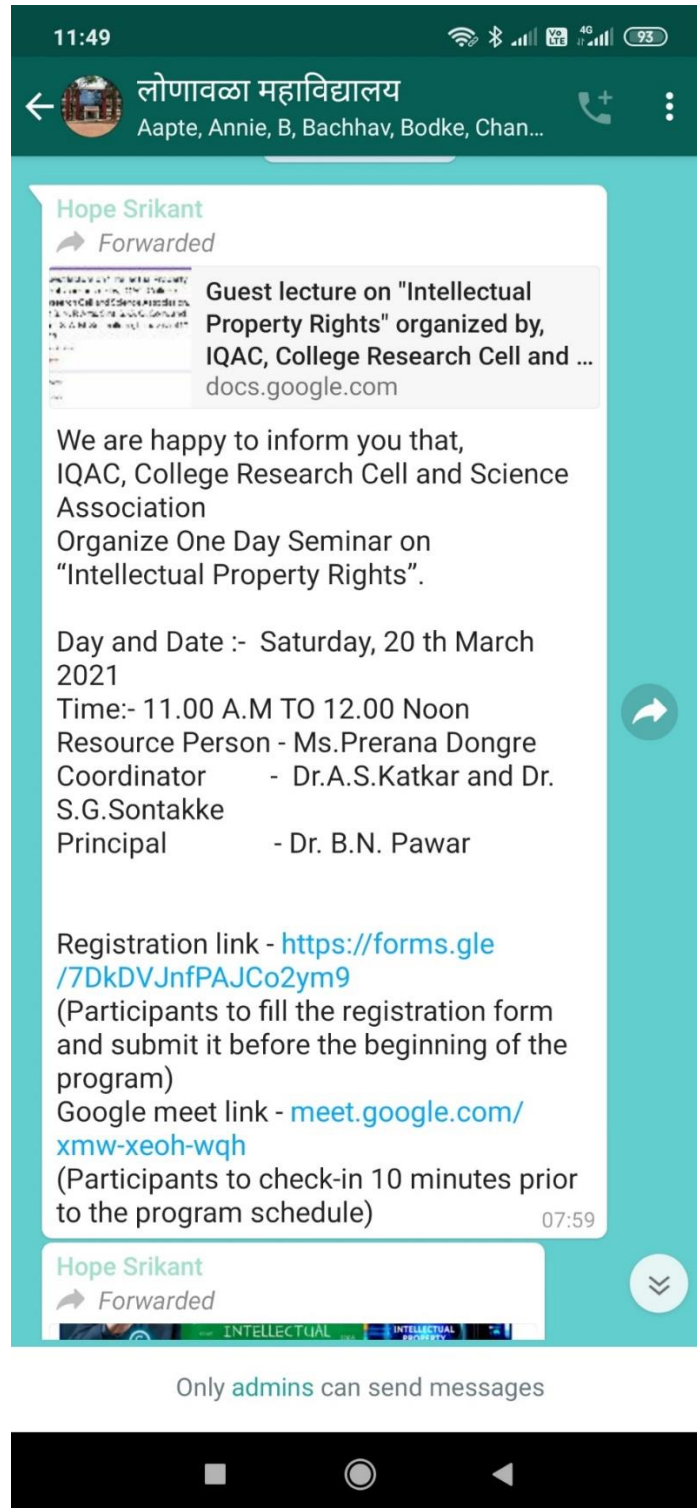 11:49
Vo LTE 4G 93
लोणावळा महाविद्यालय
Aapte, Annie, B, Bachhav, Bodke, Chan...
Hope Srikant
Forwarded
Guest lecture on "Intellectual
Property Rights" organized by,
IQAC, College Research Cell and ...
docs.google.com
We are happy to inform you that,
IQAC, College Research Cell and Science
Association
Organize One Day Seminar on
“Intellectual Property Rights”.
Day and Date :- Saturday, 20 th March
2021
Time:- 11.00 A.M TO 12.00 Noon
Resource Person - Ms.Prerana Dongre
Coordinator - Dr.A.S.Katkar and Dr.
S.G.Sontakke
Principal - Dr. B.N. Pawar
Registration link - https://forms.gle
/7DkDVJnfPAJCo2ym9
(Participants to fill the registration form
and submit it before the beginning of the
program)
Google meet link - meet.google.com/
xmw-xeoh-wqh
(Participants to check-in 10 minutes prior
to the program schedule) 07:59
Hope Srikant
Forwarded
INTELLECTUAL INTELLECTUAL
PROPERTY
Only admins can send messages